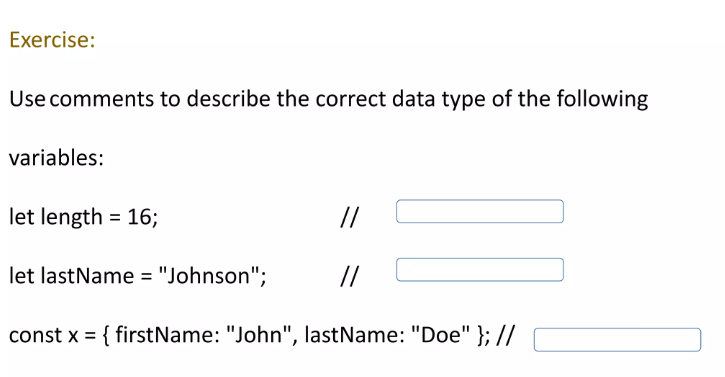 Exercise:
Use comments to describe the correct data type of the following
variables:
let length = 16; //
let lastName = "Johnson"; //
const x = { firstName: "John", lastName: "Doe" }; //